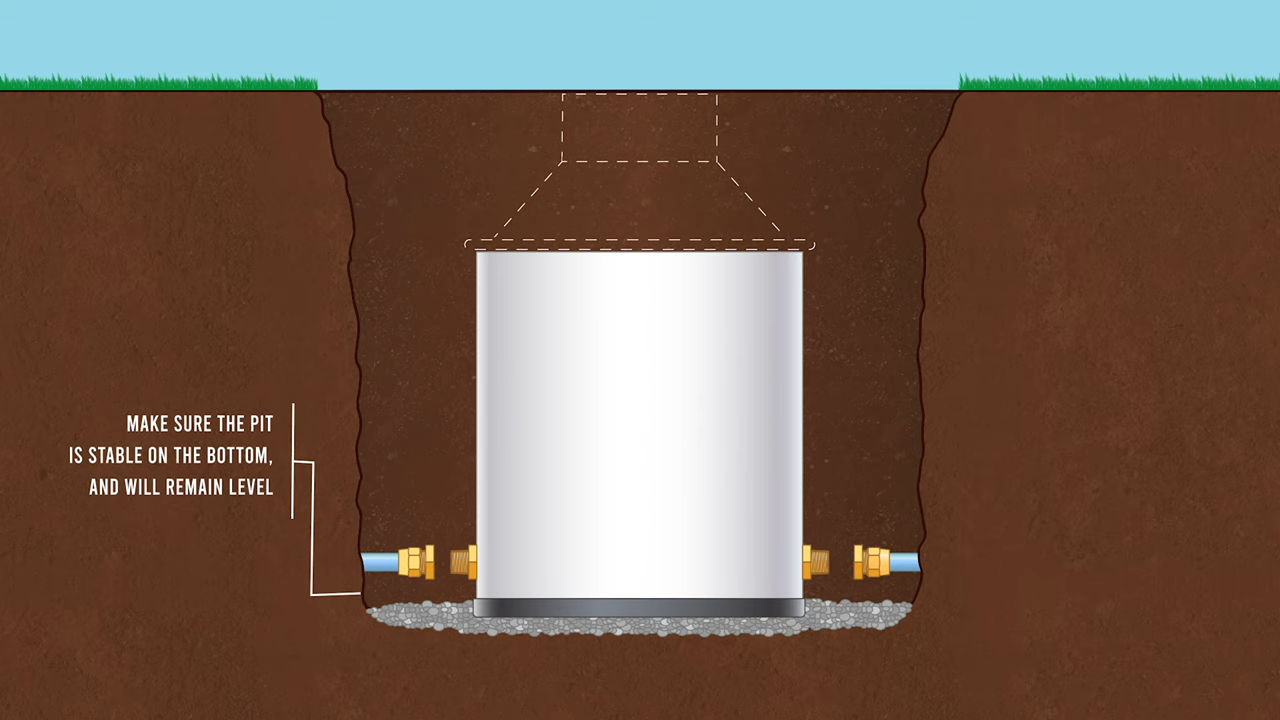 MAKE SURE THE PIT
IS STABLE ON THE BOTTOM,
AND WILL REMAIN LEVEL